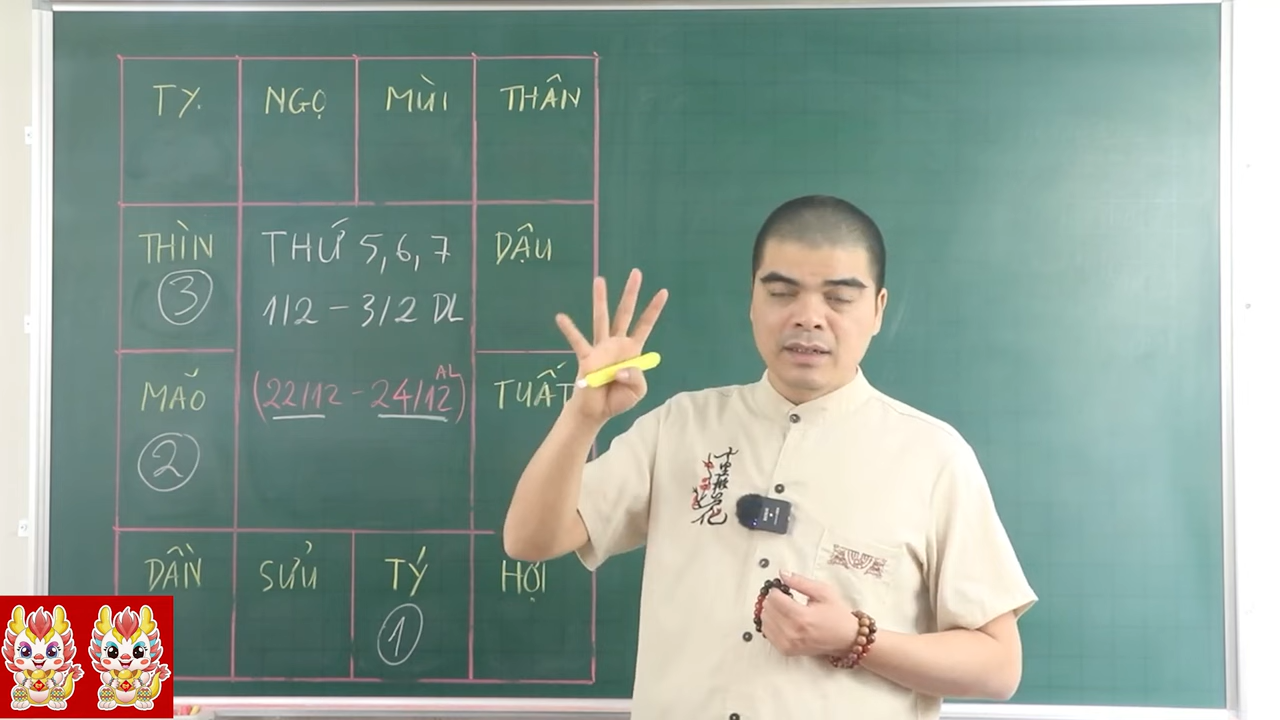 TY.
NGỌ
MÙI
THÂN
THÌN
3
THỨ 5,6,7
1/2 - 3/2 DL
DẬU
MÃO
2
(22/12 - 24/12) AL
TUẤT
DẦN
SỬU
TÝ
1
HỢI